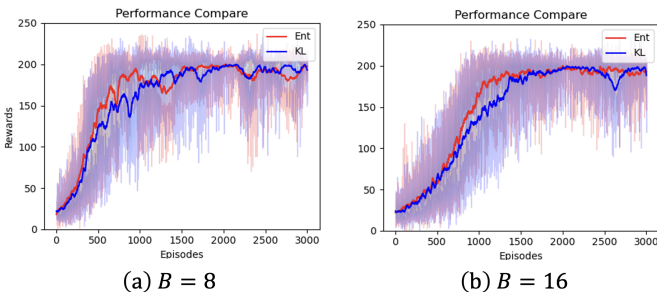 Performance Compare
Ent
KL
Rewards
250
200
150
100
50
0
0 500 1000 1500 2000 2500 3000
Episodes
(a) B = 8
Performance Compare
Ent
KL
250
200
150
100
50
0
0 500 1000 1500 2000 2500 3000
Episodes
(b) B = 16